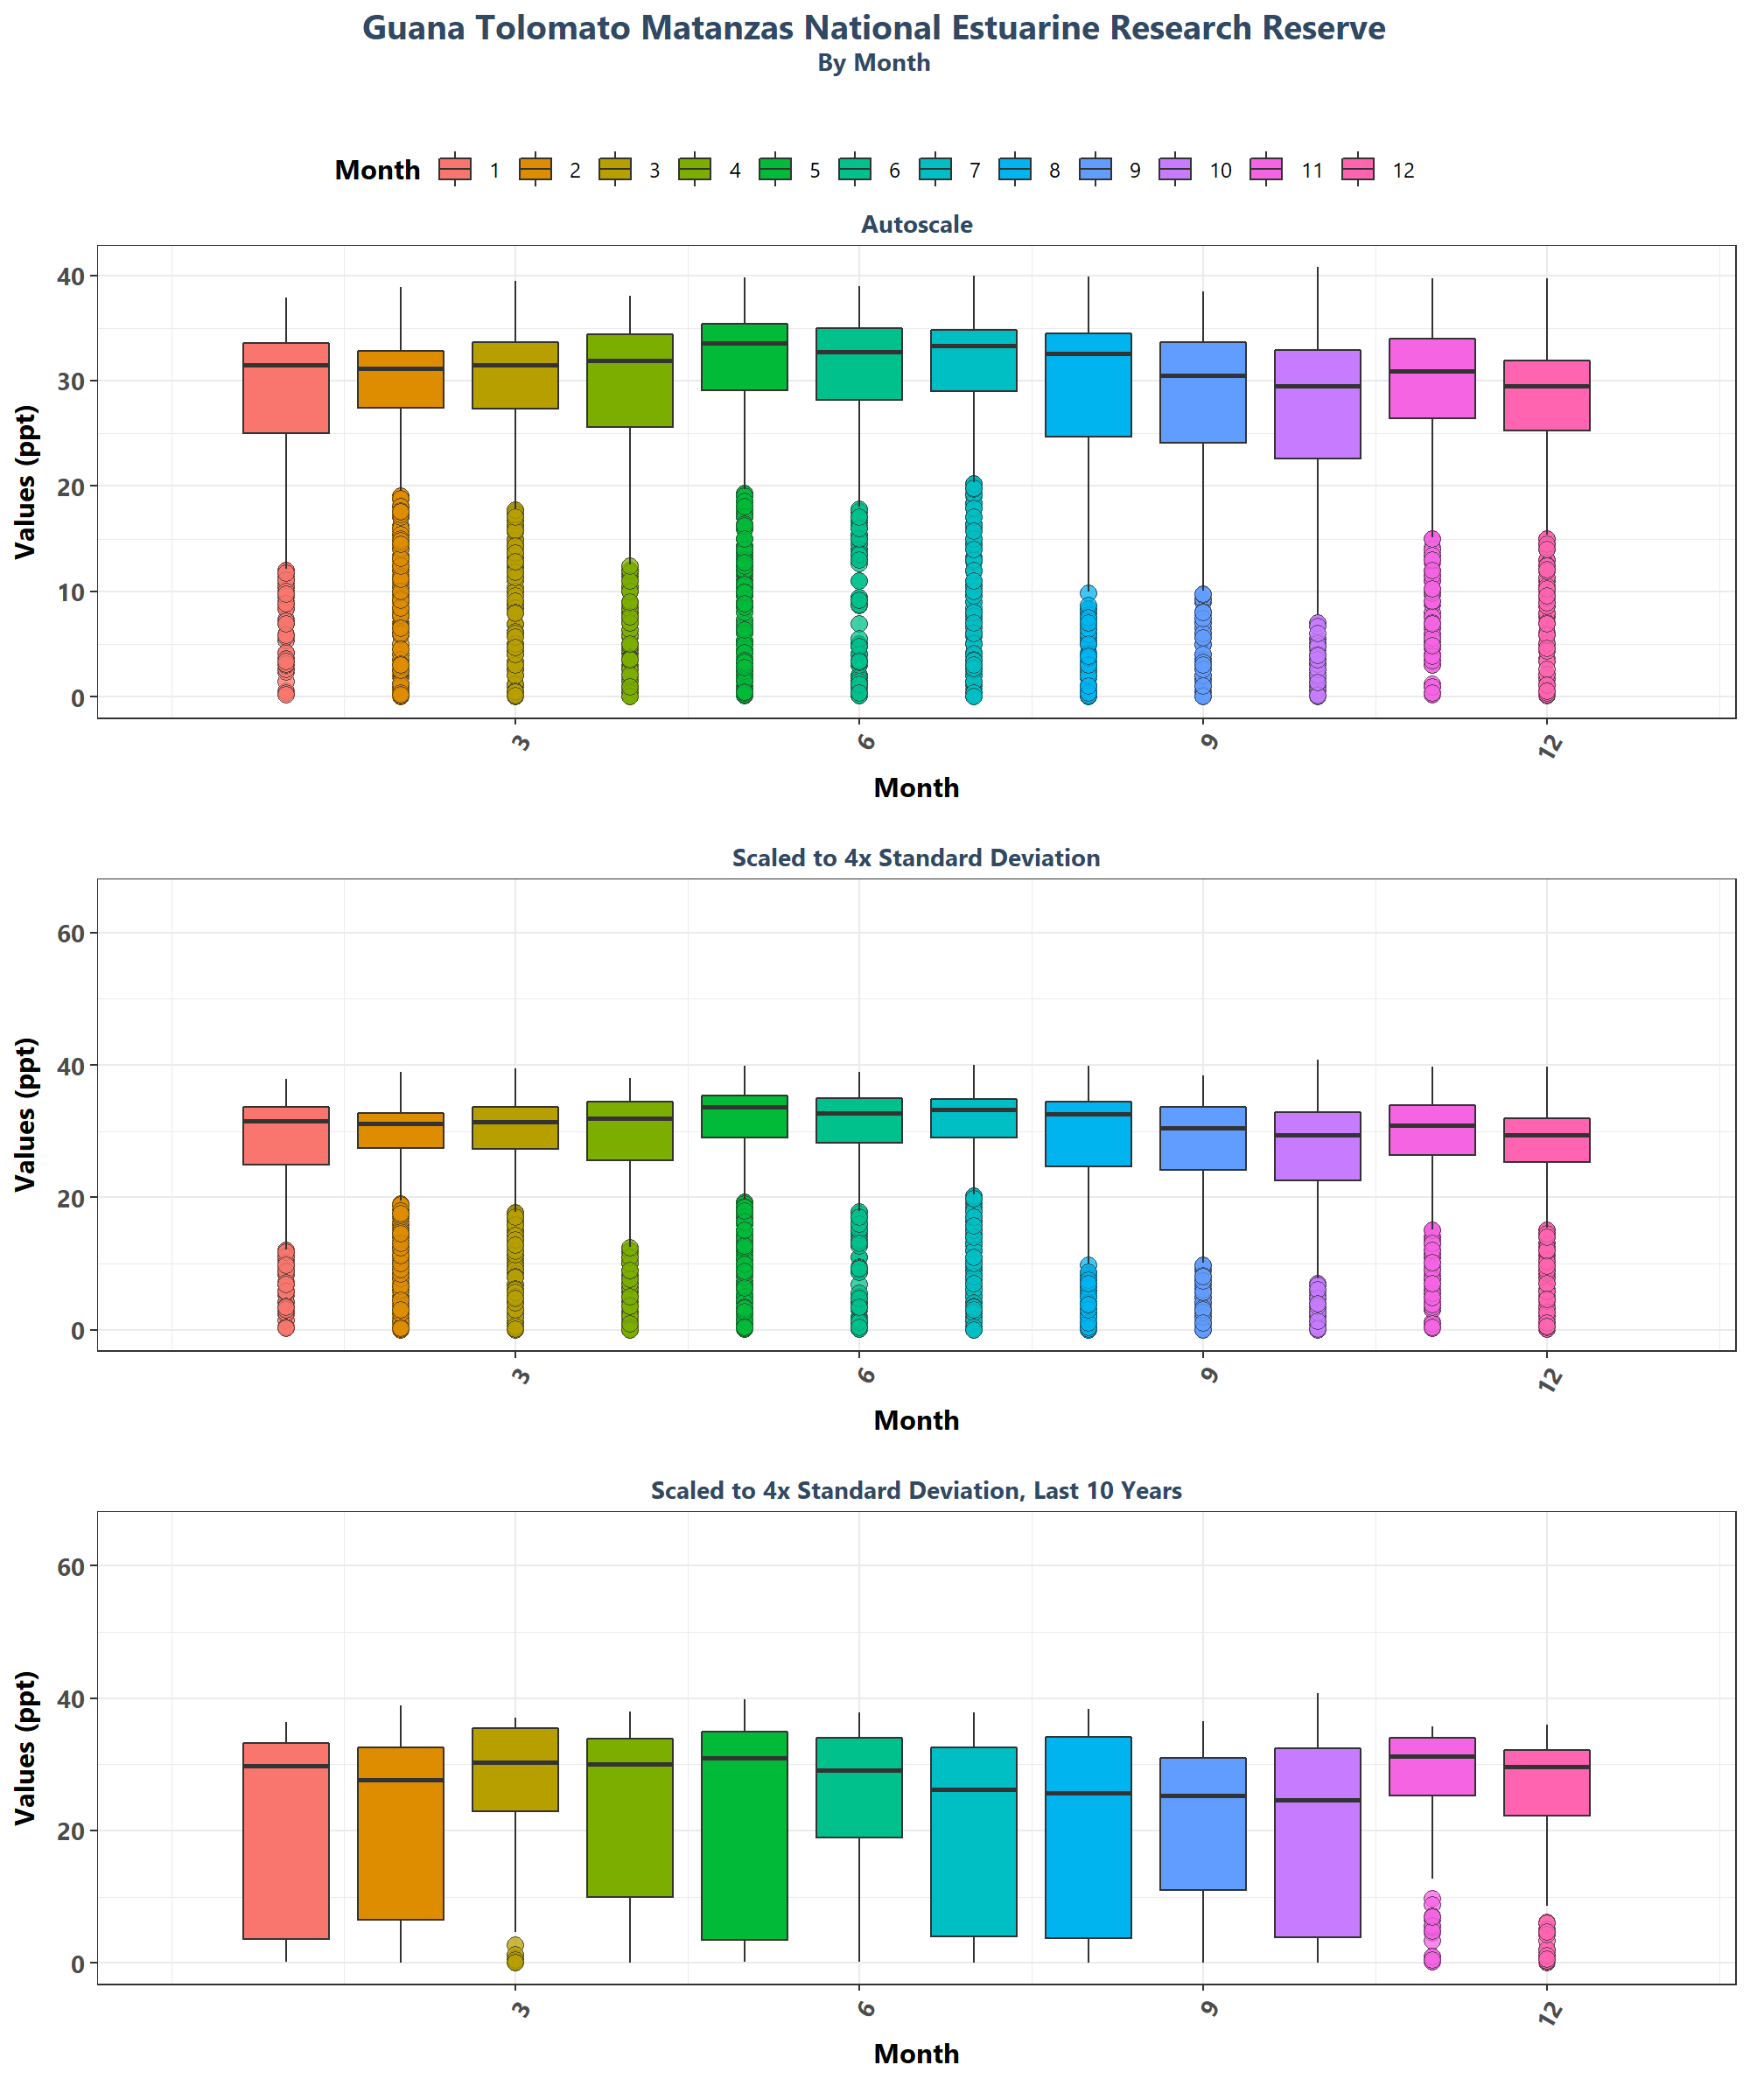 Guana Tolomato Matanzas National Estuarine Research Reserve
By Month
Month 1 2 3 4 5 6 7 8 9 10 11 12
Autoscale
Values (ppt)
40
30
20
10
0
3 6 9 12
Month
Scaled to 4x Standard Deviation
Values (ppt)
60
40
20
0
3 6 9 12
Month
Scaled to 4x Standard Deviation, Last 10 Years
Values (ppt)
60
40
20
0
3 6 9 12
Month